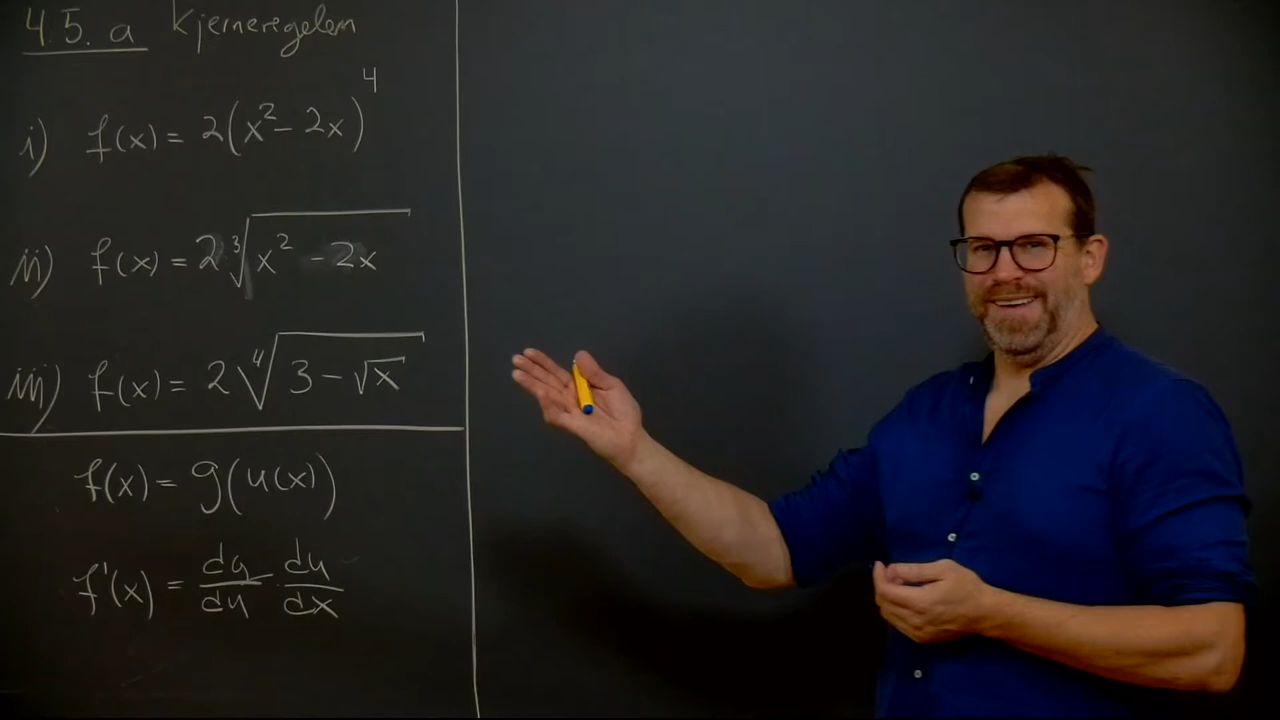 4.5. a kjerneregelen
i) f(x) = 2(x² - 2x)⁴
ii) f(x) = 2∛(x² - 2x)
iii) f(x) = 2∜(3 - √x)
f(x) = g(u(x))
f'(x) = dg/du · du/dx